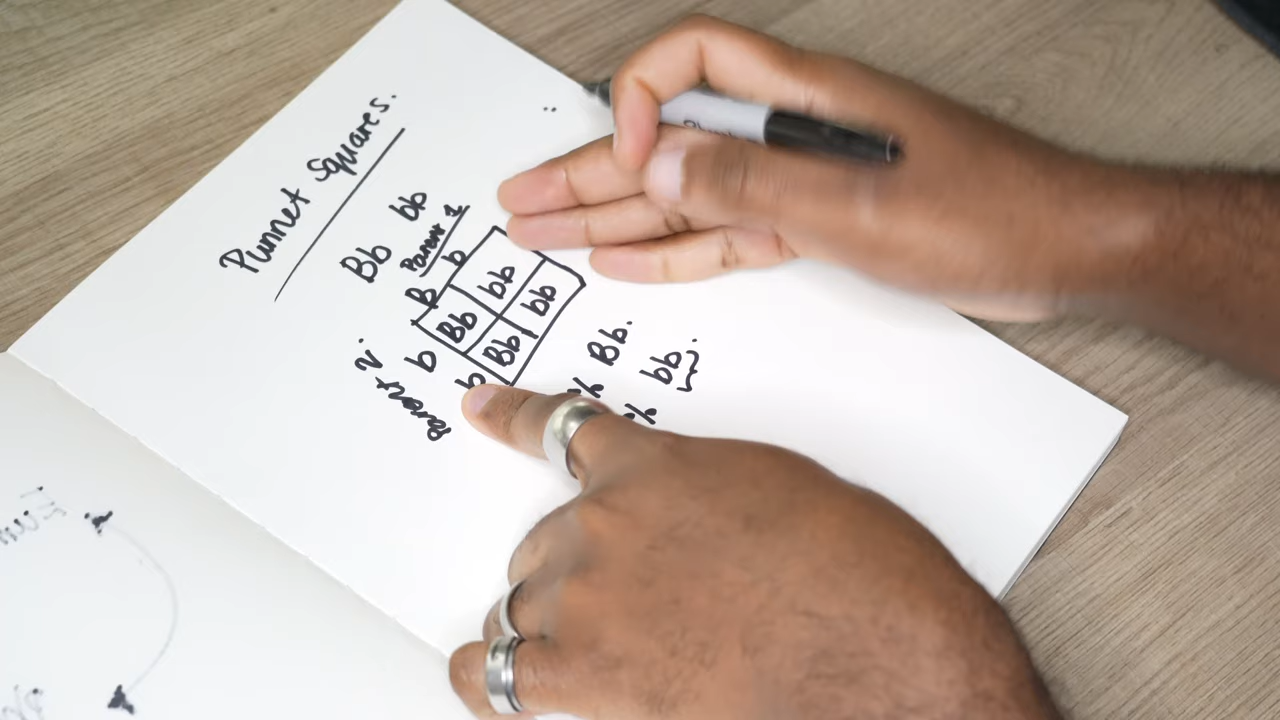 Punnet Squares.
Bb bb
Parent 1
B b
Parent 2.
b Bb bb
b Bb bb
% Bb.
% bb.